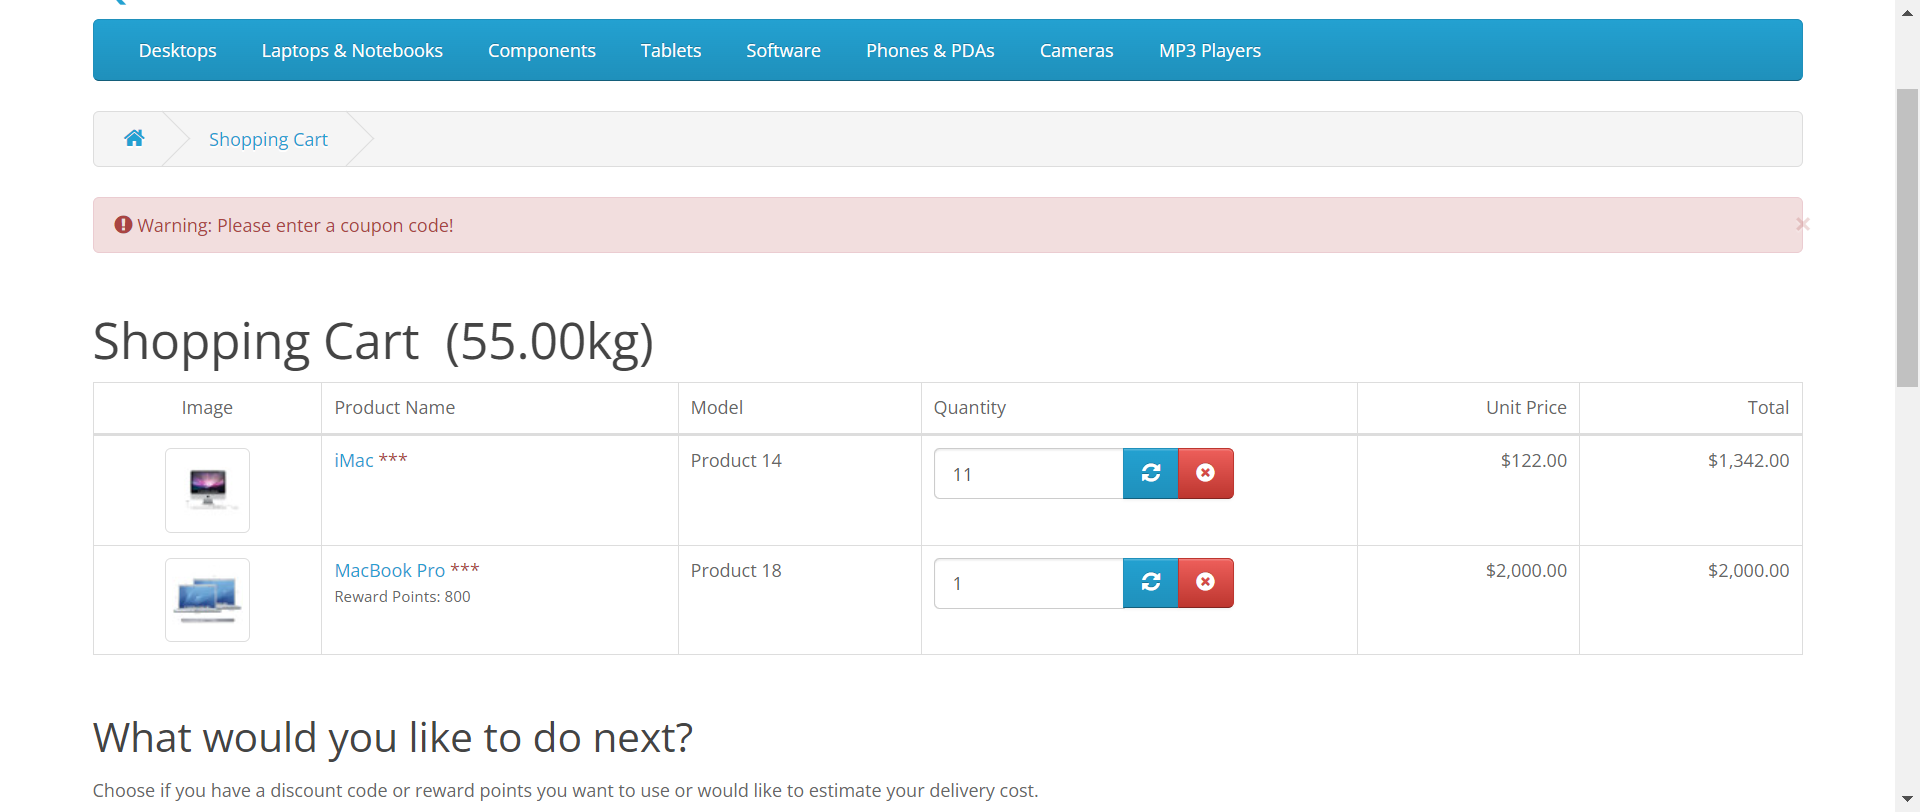 Desktops Laptops & Notebooks Components Tablets Software Phones & PDAs Cameras MP3 Players
Shopping Cart
Warning: Please enter a coupon code! ×
Shopping Cart (55.00kg)
Image Product Name Model Quantity Unit Price Total
iMac *** Product 14 11 $122.00 $1,342.00
MacBook Pro *** Product 18 1 $2,000.00 $2,000.00
Reward Points: 800
What would you like to do next?
Choose if you have a discount code or reward points you want to use or would like to estimate your delivery cost.